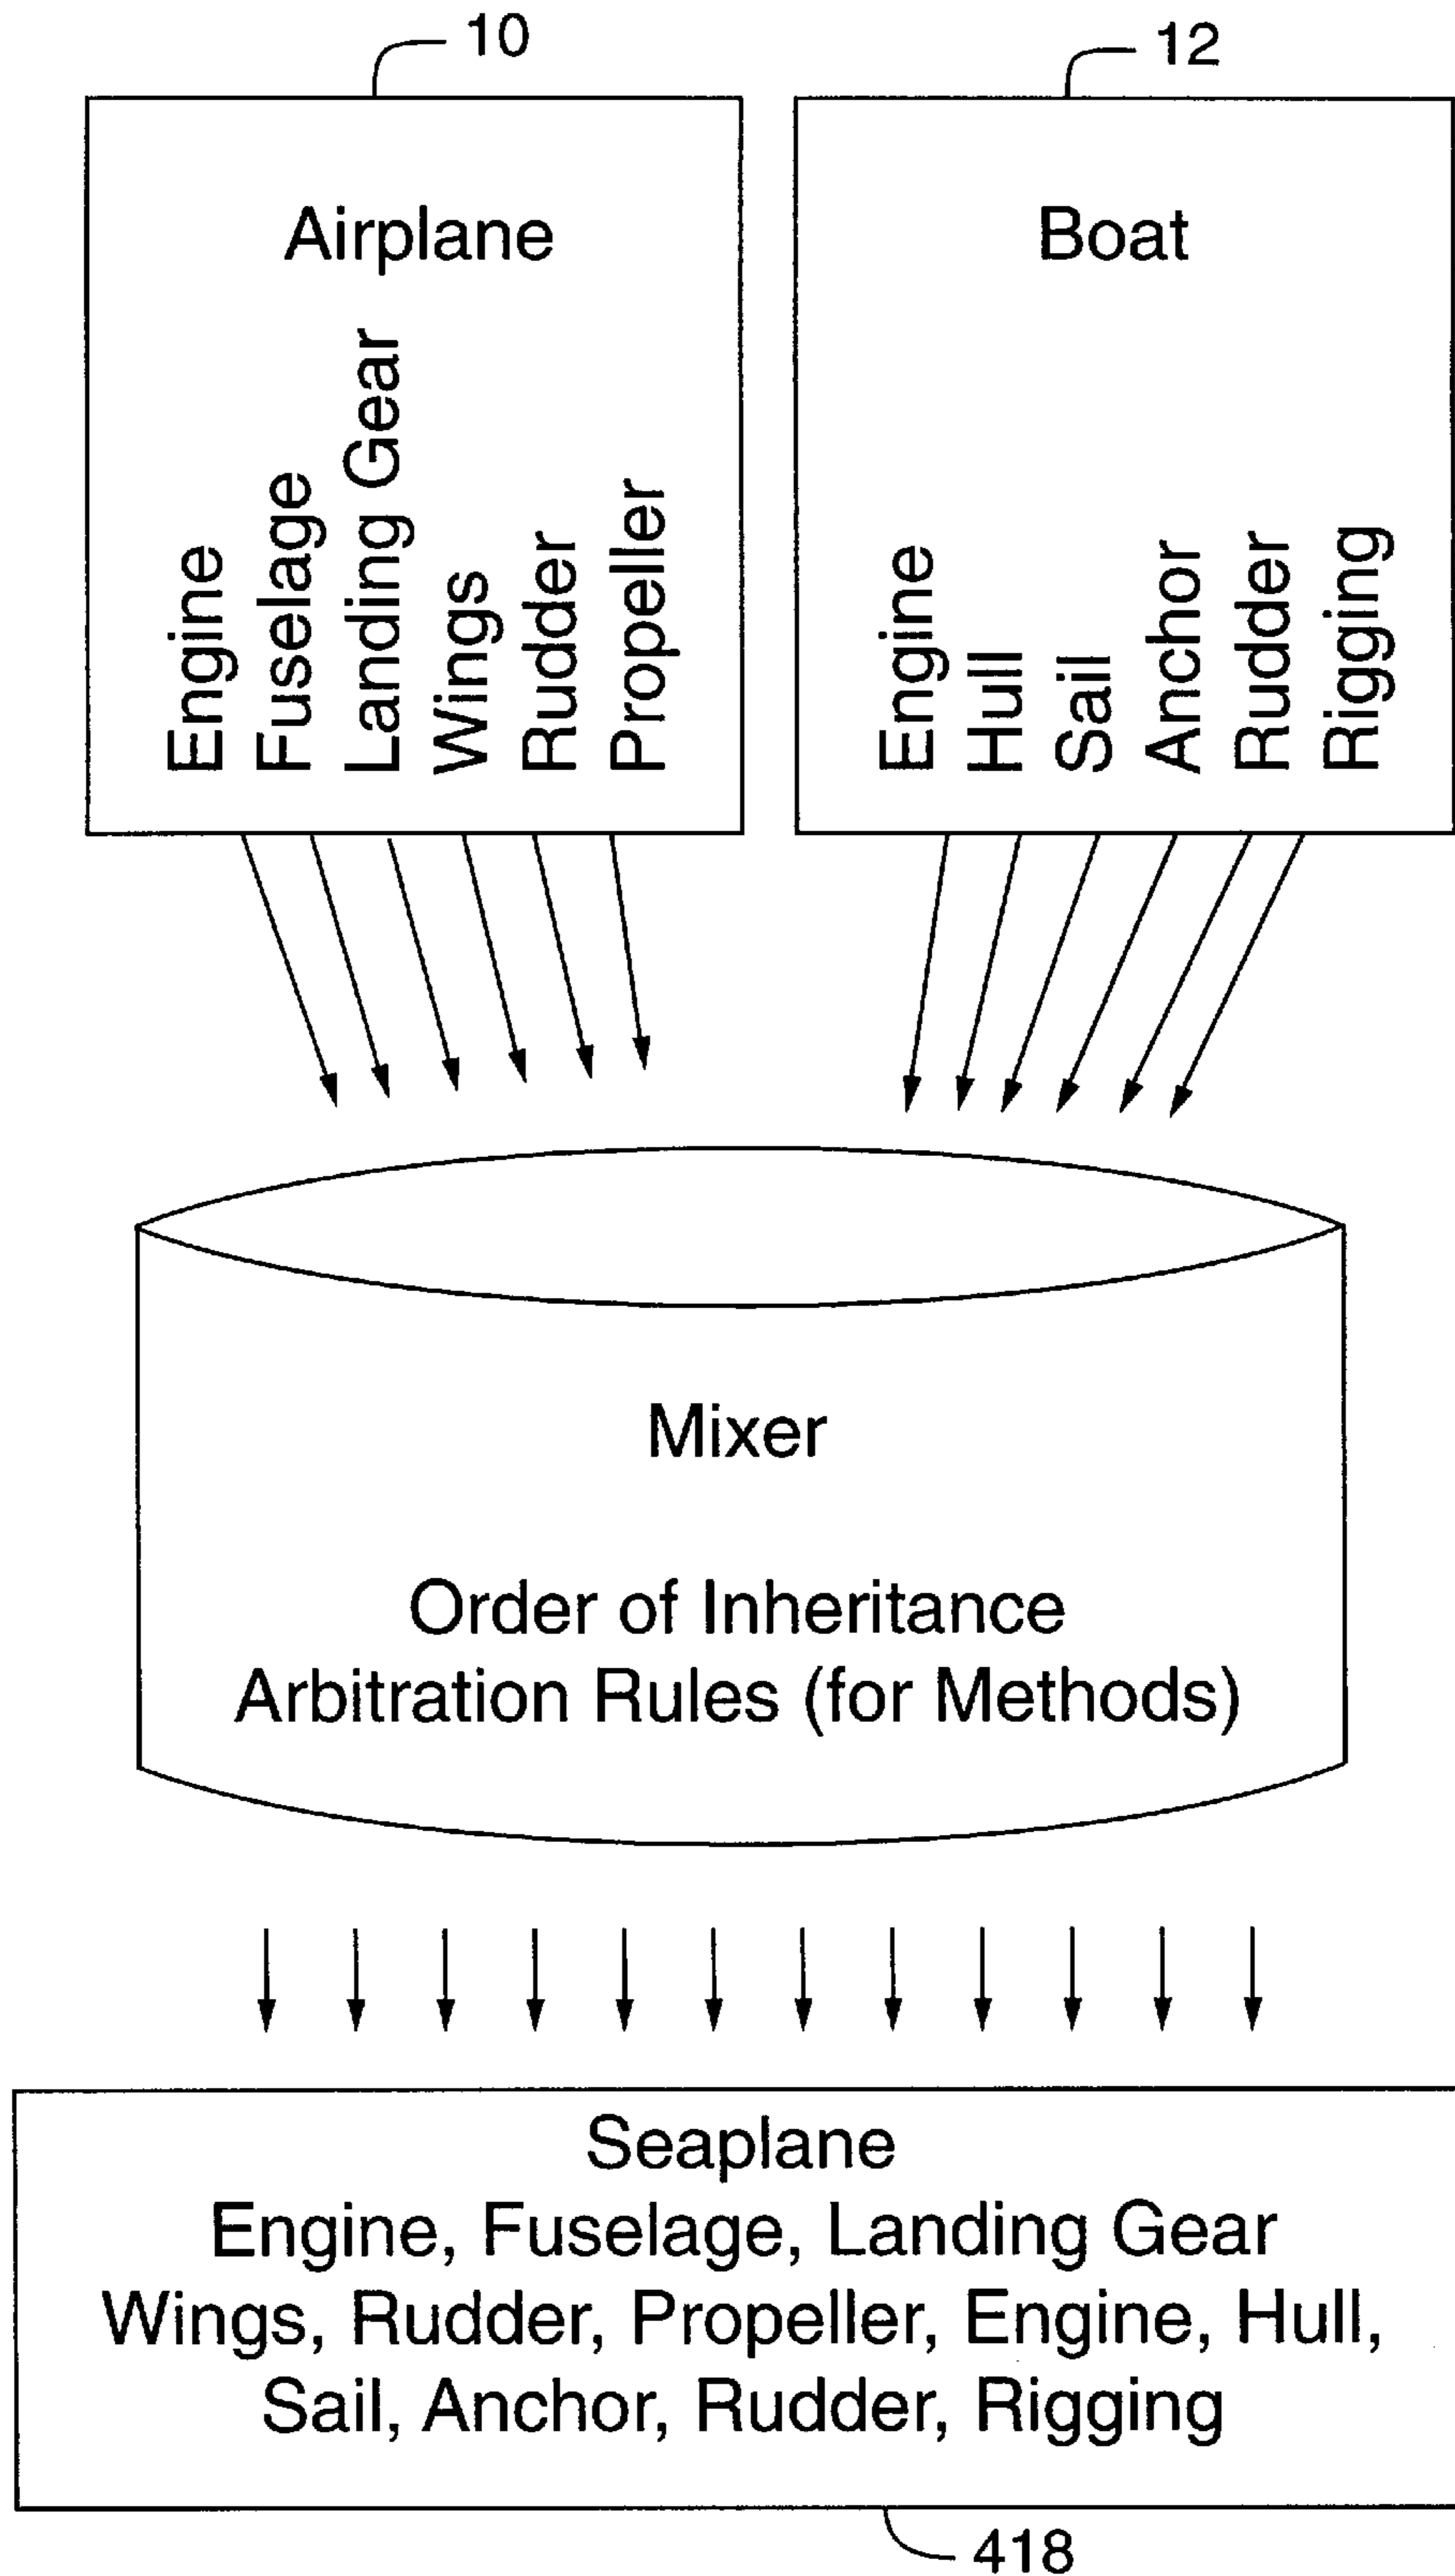 10
12
Airplane
Engine
Fuselage
Landing Gear
Wings
Rudder
Propeller
Boat
Engine
Hull
Sail
Anchor
Rudder
Rigging
Mixer
Order of Inheritance
Arbitration Rules (for Methods)
Seaplane
Engine, Fuselage, Landing Gear
Wings, Rudder, Propeller, Engine, Hull,
Sail, Anchor, Rudder, Rigging
418